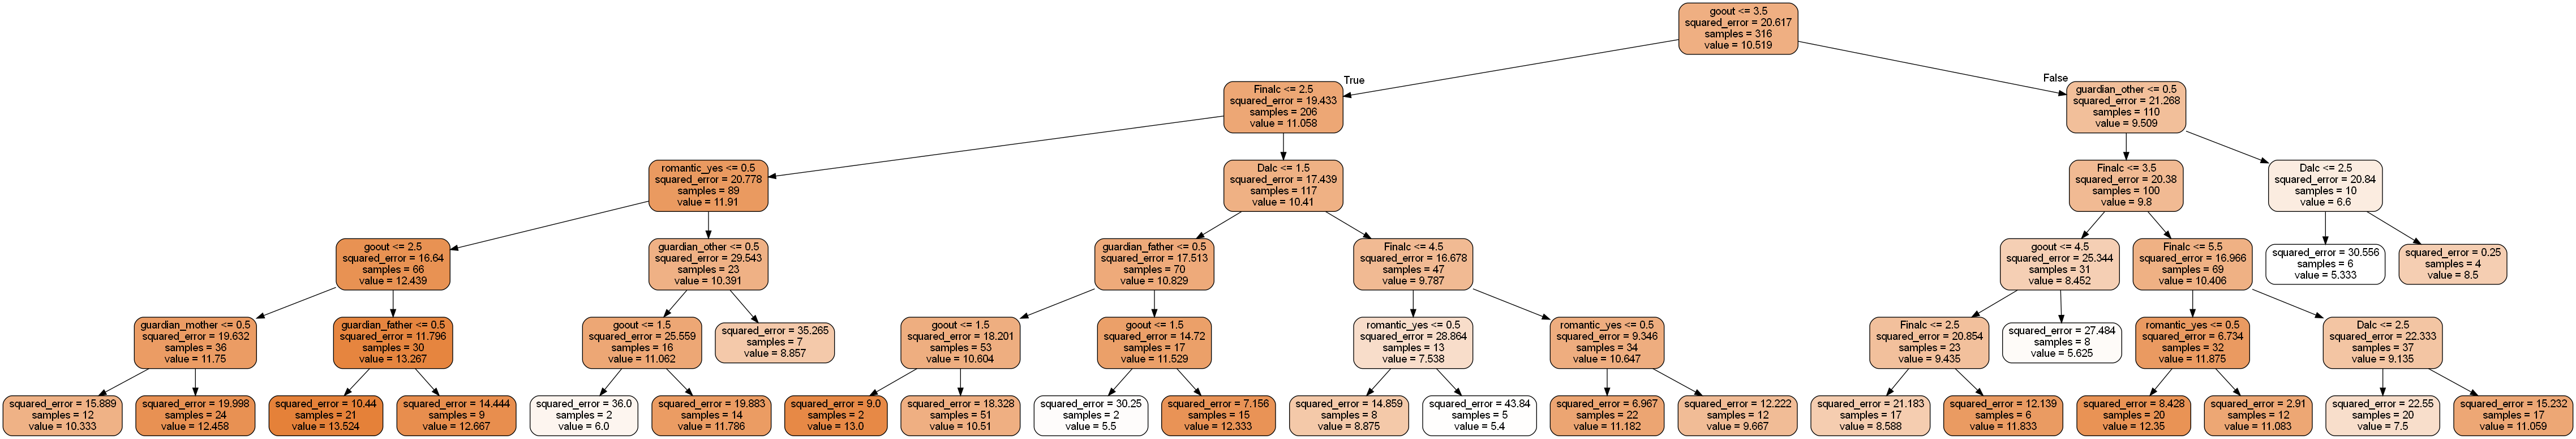 goout <= 3.5
squared_error = 20.617
samples = 316
value = 10.519
True
False
Finalc <= 2.5
squared_error = 19.433
samples = 206
value = 11.058
guardian_other <= 0.5
squared_error = 21.268
samples = 110
value = 9.509
romantic_yes <= 0.5
squared_error = 20.778
samples = 89
value = 11.91
Dalc <= 1.5
squared_error = 17.439
samples = 117
value = 10.41
Finalc <= 3.5
squared_error = 20.38
samples = 100
value = 9.8
Dalc <= 2.5
squared_error = 20.84
samples = 10
value = 6.6
goout <= 2.5
squared_error = 16.64
samples = 66
value = 12.439
guardian_other <= 0.5
squared_error = 29.543
samples = 23
value = 10.391
guardian_father <= 0.5
squared_error = 17.513
samples = 70
value = 10.829
Finalc <= 4.5
squared_error = 16.678
samples = 47
value = 9.787
goout <= 4.5
squared_error = 25.344
samples = 31
value = 8.452
Finalc <= 5.5
squared_error = 16.966
samples = 69
value = 10.406
squared_error = 30.556
samples = 6
value = 5.333
squared_error = 0.25
samples = 4
value = 8.5
guardian_mother <= 0.5
squared_error = 19.632
samples = 36
value = 11.75
guardian_father <= 0.5
squared_error = 11.796
samples = 30
value = 13.267
goout <= 1.5
squared_error = 25.559
samples = 16
value = 11.062
squared_error = 35.265
samples = 7
value = 8.857
goout <= 1.5
squared_error = 18.201
samples = 53
value = 10.604
goout <= 1.5
squared_error = 14.72
samples = 17
value = 11.529
romantic_yes <= 0.5
squared_error = 28.864
samples = 13
value = 7.538
romantic_yes <= 0.5
squared_error = 9.346
samples = 34
value = 10.647
Finalc <= 2.5
squared_error = 20.854
samples = 23
value = 9.435
squared_error = 27.484
samples = 8
value = 5.625
romantic_yes <= 0.5
squared_error = 6.734
samples = 32
value = 11.875
Dalc <= 2.5
squared_error = 22.333
samples = 37
value = 9.135
squared_error = 15.889
samples = 12
value = 10.333
squared_error = 19.998
samples = 24
value = 12.458
squared_error = 10.44
samples = 21
value = 13.524
squared_error = 14.444
samples = 9
value = 12.667
squared_error = 36.0
samples = 2
value = 6.0
squared_error = 19.883
samples = 14
value = 11.786
squared_error = 9.0
samples = 2
value = 13.0
squared_error = 18.328
samples = 51
value = 10.51
squared_error = 30.25
samples = 2
value = 5.5
squared_error = 7.156
samples = 15
value = 12.333
squared_error = 14.859
samples = 8
value = 8.875
squared_error = 43.84
samples = 5
value = 5.4
squared_error = 6.967
samples = 22
value = 11.182
squared_error = 12.222
samples = 12
value = 9.667
squared_error = 21.183
samples = 17
value = 8.588
squared_error = 12.139
samples = 6
value = 11.833
squared_error = 8.428
samples = 20
value = 12.35
squared_error = 2.91
samples = 12
value = 11.083
squared_error = 22.55
samples = 20
value = 7.5
squared_error = 15.232
samples = 17
value = 11.059